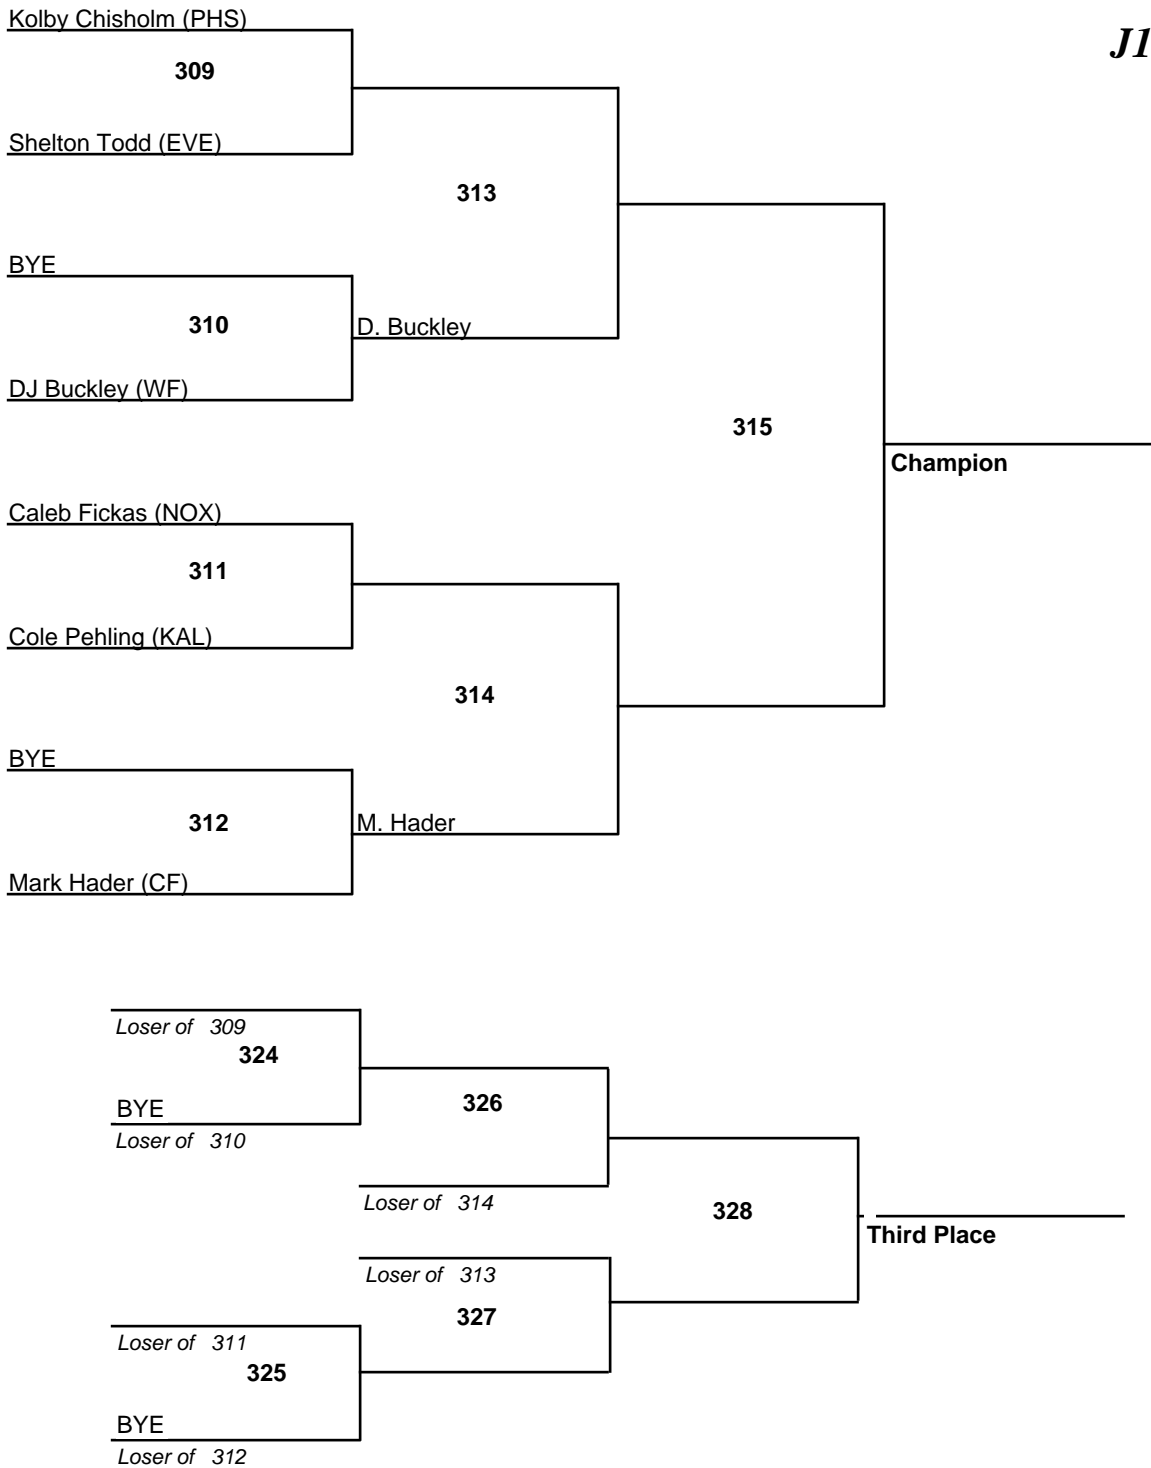 Kolby Chisholm (PHS)
J1
309
Shelton Todd (EVE)
313
BYE
310
D. Buckley
DJ Buckley (WF)
315
Champion
Caleb Fickas (NOX)
311
Cole Pehling (KAL)
314
BYE
312
M. Hader
Mark Hader (CF)
Loser of 309
324
BYE
326
Loser of 310
Loser of 314
328
Third Place
Loser of 313
327
Loser of 311
325
BYE
Loser of 312